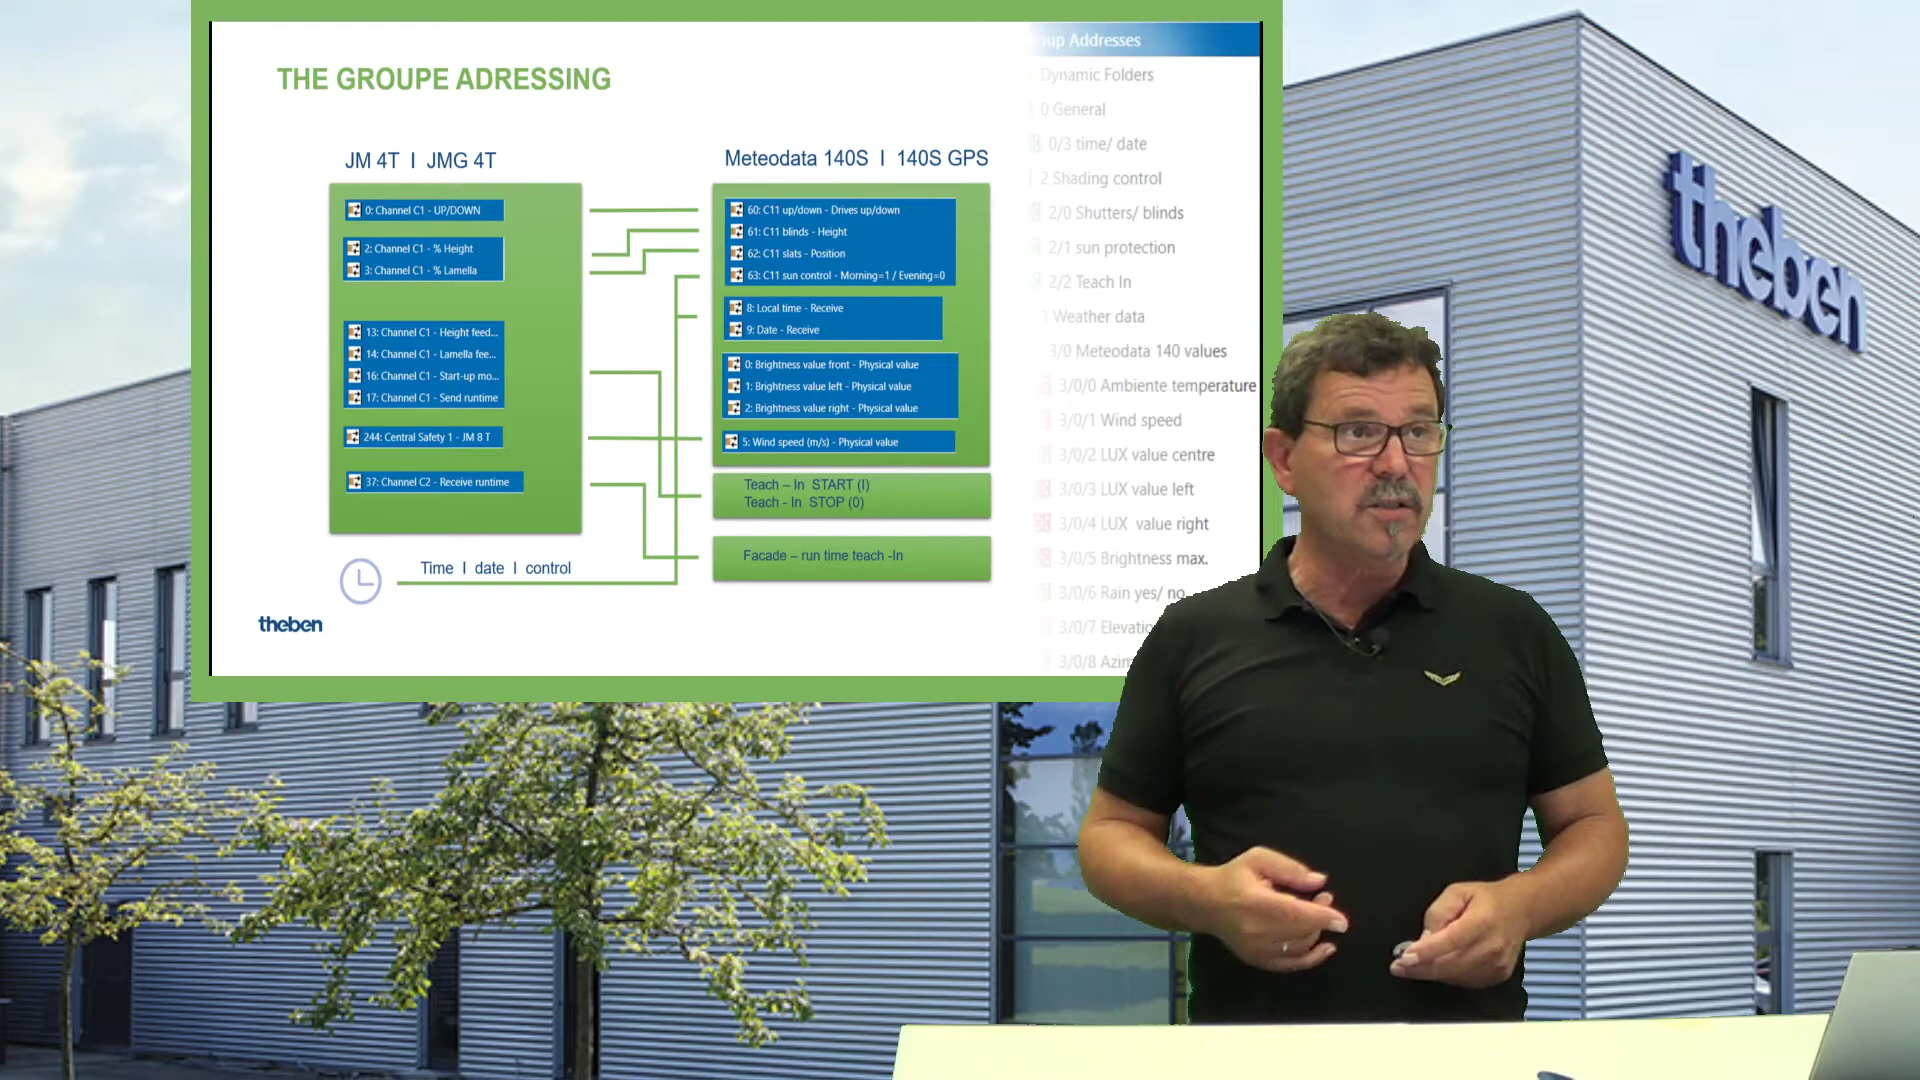 THE GROUPE ADRESSING
JM 4T I JMG 4T
0: Channel C1 - UP/DOWN
2: Channel C1 - % Height
3: Channel C1 - % Lamella
13: Channel C1 - Height feed...
14: Channel C1 - Lamella fee...
16: Channel C1 - Start-up mo...
17: Channel C1 - Send runtime
244: Central Safety 1 - JM 8 T
37: Channel C2 - Receive runtime
Time I date I control
theben
Meteodata 140S I 140S GPS
60: C11 up/down - Drives up/down
61: C11 blinds - Height
62: C11 slats - Position
63: C11 sun control - Morning=1 / Evening=0
8: Local time - Receive
9: Date - Receive
0: Brightness value front - Physical value
1: Brightness value left - Physical value
2: Brightness value right - Physical value
5: Wind speed (m/s) - Physical value
Teach – In START (I)
Teach - In STOP (0)
Facade – run time teach -In
oup Addresses
Dynamic Folders
0 General
0/3 time/ date
2 Shading control
2/0 Shutters/ blinds
2/1 sun protection
2/2 Teach In
Weather data
3/0 Meteodata 140 values
3/0/0 Ambiente temperature
3/0/1 Wind speed
3/0/2 LUX value centre
3/0/3 LUX value left
3/0/4 LUX value right
3/0/5 Brightness max.
3/0/6 Rain yes/ no
3/0/7 Elevatio
3/0/8 Azim
theben